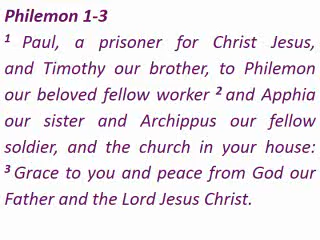 Philemon 1-3
1 Paul, a prisoner for Christ Jesus,
and Timothy our brother, to Philemon
our beloved fellow worker 2 and Apphia
our sister and Archippus our fellow
soldier, and the church in your house:
3 Grace to you and peace from God our
Father and the Lord Jesus Christ.